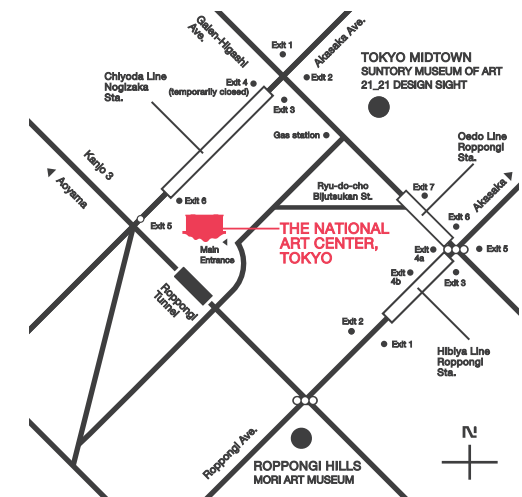 Gaien-Higashi
Ave.
Akasaka Ave.
Exit 1
Exit 2
TOKYO MIDTOWN
SUNTORY MUSEUM OF ART
21_21 DESIGN SIGHT
Chiyoda Line
Nogizaka
Sta.
Exit 4
(temporarily closed)
Exit 3
Gas station
Oedo Line
Roppongi
Sta.
Kanjo 3
Aoyama
Ryu-do-cho
Bijutsukan St.
Exit 7
Akasaka
Exit 6
Exit 5
THE NATIONAL
ART CENTER,
TOKYO
Main
Entrance
Exit 6
Exit 
4a
Exit 5
Exit
4b
Exit 3
Roppongi
Tunnel
Exit 2
Exit 1
Hibiya Line
Roppongi
Sta.
Roppongi Ave.
ROPPONGI HILLS
MORI ART MUSEUM
N